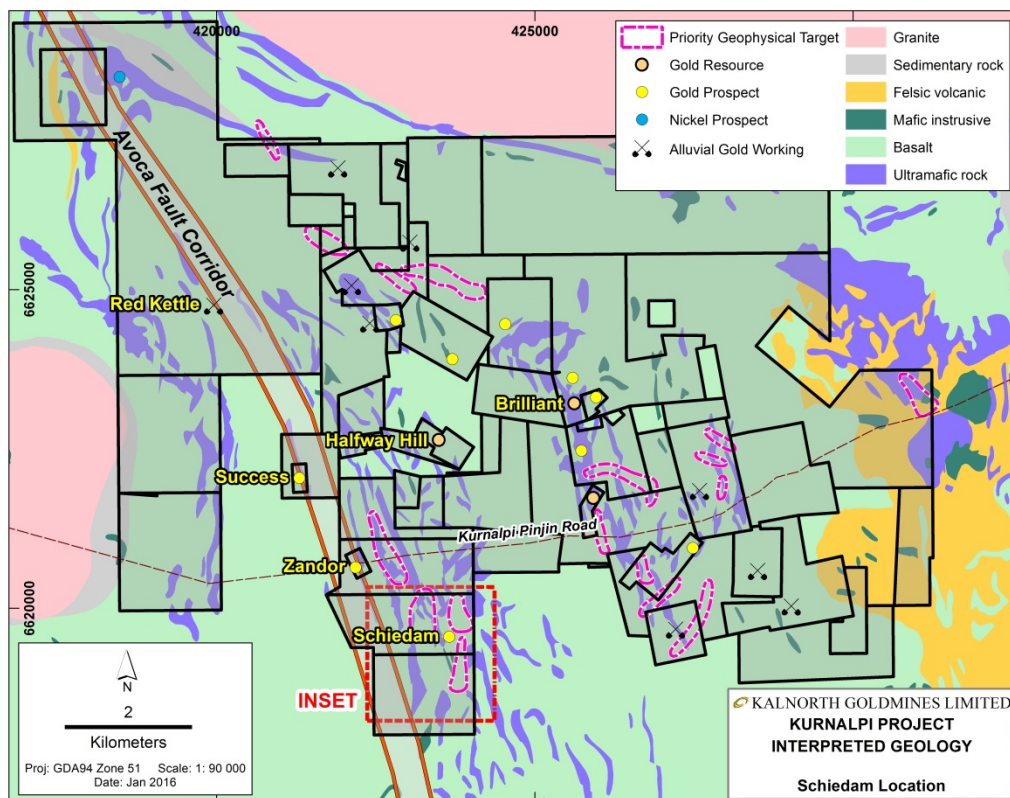 420000
425000
Priority Geophysical Target
Gold Resource
Gold Prospect
Nickel Prospect
Alluvial Gold Working
Granite
Sedimentary rock
Felsic volcanic
Mafic instrusive
Basalt
Ultramafic rock
Avoca Fault Corridor
6625000
Red Kettle
Brilliant
Halfway Hill
Success
Kurnalpi Pinjin Road
Zandor
6620000
Schiedam
INSET
N
2
Kilometers
Proj: GDA94 Zone 51 Scale: 1: 90 000
Date: Jan 2016
KALNORTH GOLDMINES LIMITED
KURNALPI PROJECT
INTERPRETED GEOLOGY
Schiedam Location